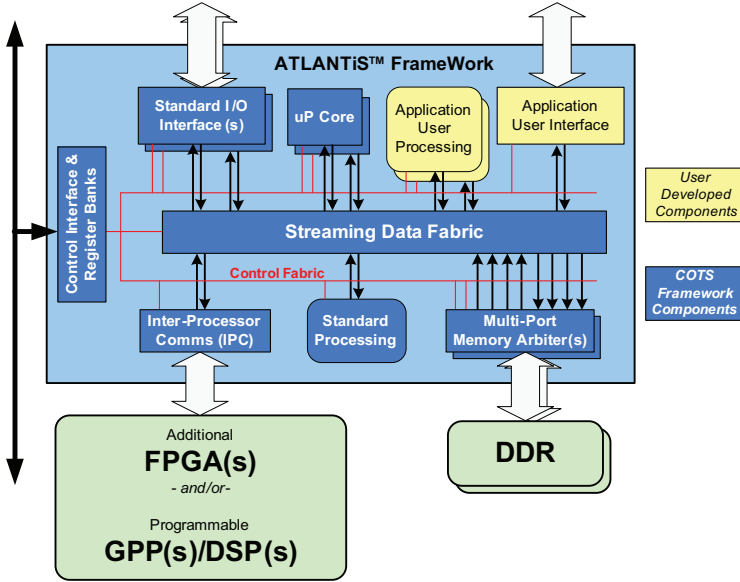 ATLANTiS™ FrameWork
Standard I/O
Interface (s)
uP Core
Application
User
Processing
Application
User Interface
Control Interface &
Register Banks
User
Developed
Components
Streaming Data Fabric
Control Fabric
COTS
Framework
Components
Inter-Processor
Comms (IPC)
Standard
Processing
Multi-Port
Memory Arbiter(s)
Additional
FPGA(s)
- and/or-
Programmable
GPP(s)/DSP(s)
DDR